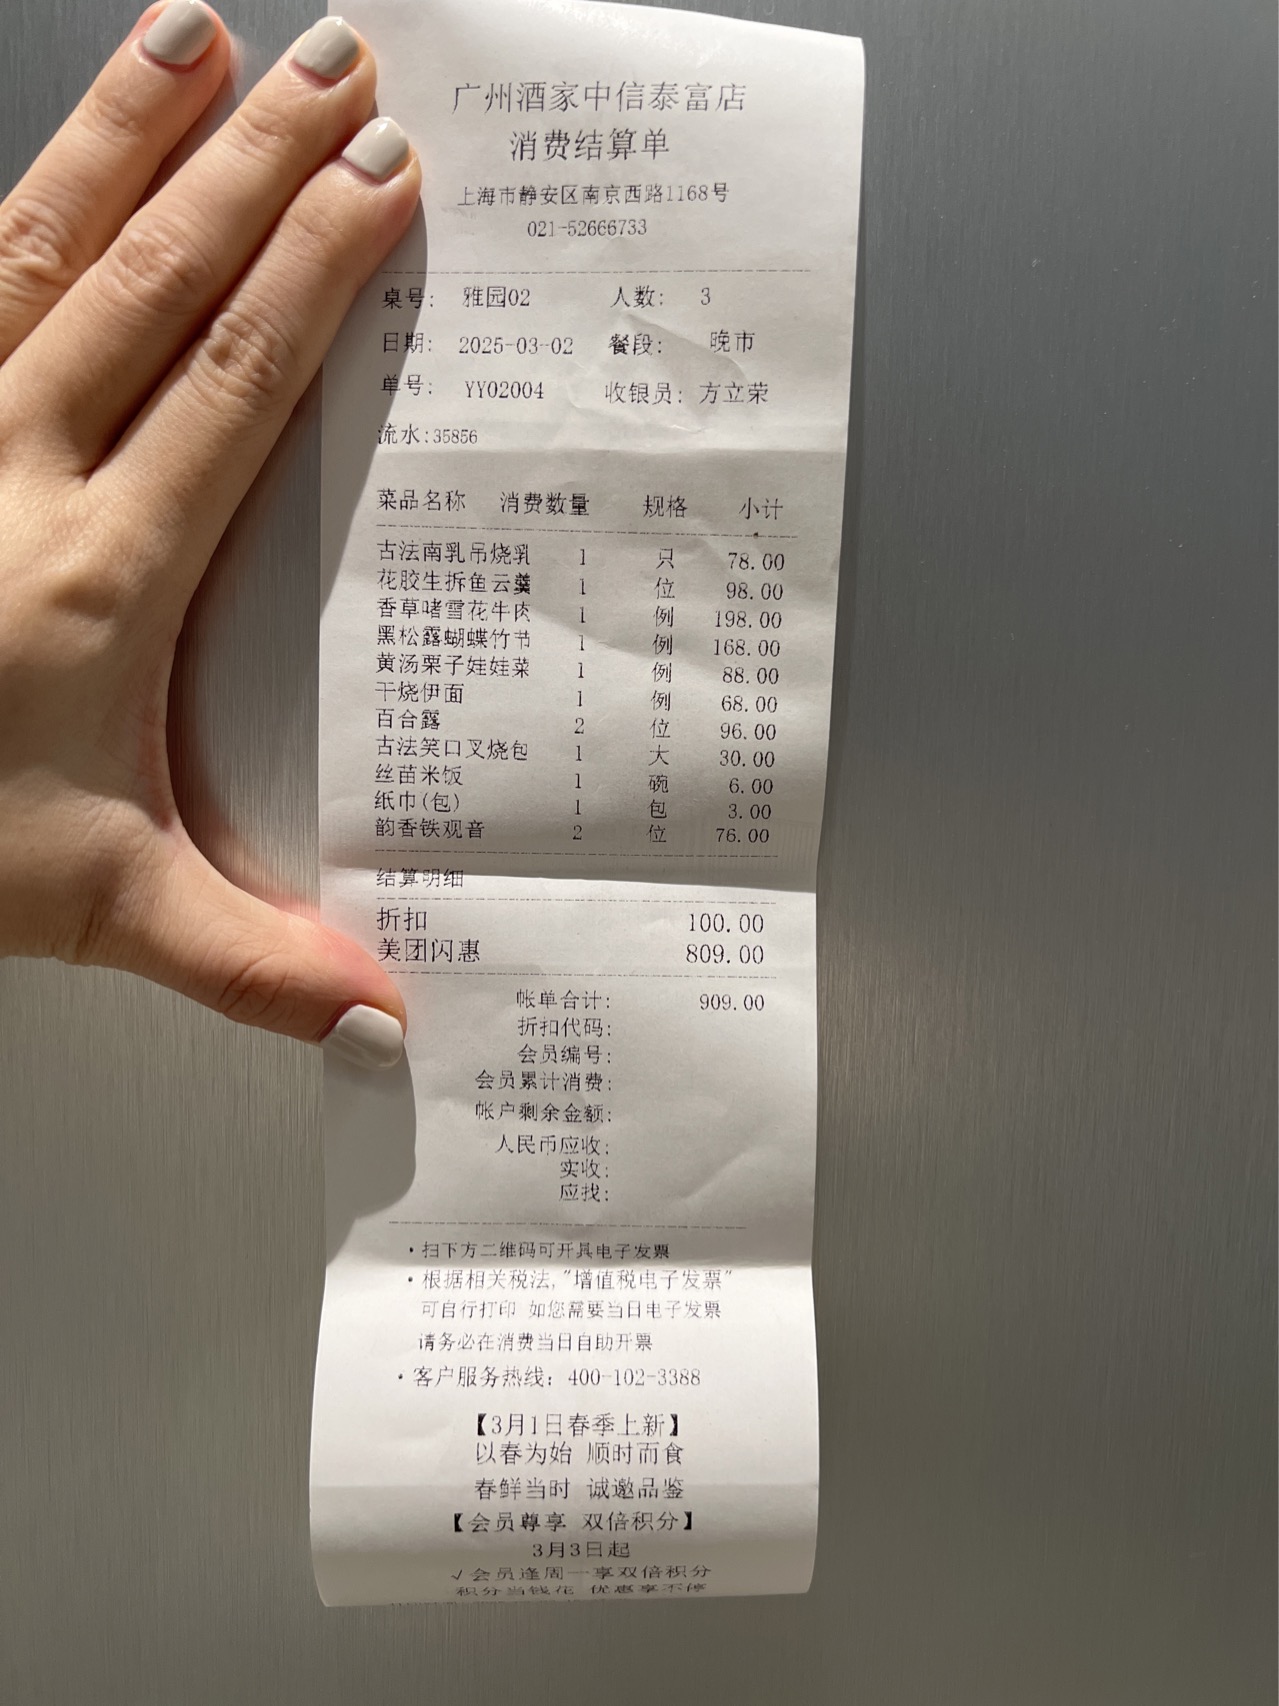 广州酒家中信泰富店
消费结算单
上海市静安区南京西路1168号
021-52666733
桌号: 雅园02 人数: 3
日期: 2025-03-02 餐段: 晚市
单号: YY02004 收银员: 方立荣
流水:35856
菜品名称 消费数量 规格 小计
古法南乳吊烧乳 1 只 78.00
花胶生拆鱼云羹 1 位 98.00
香草啫雪花牛肉 1 例 198.00
黑松露蝴蝶竹节 1 例 168.00
黄汤栗子娃娃菜 1 例 88.00
干烧伊面 1 例 68.00
百合露 2 位 96.00
古法笑口叉烧包 1 大 30.00
丝苗米饭 1 碗 6.00
纸巾(包) 1 包 3.00
韵香铁观音 2 位 76.00
结算明细
折扣 100.00
美团闪惠 809.00
帐单合计: 909.00
折扣代码:
会员编号:
会员累计消费:
帐户剩余金额:
人民币应收:
实收:
应找:
·扫下方二维码可开具电子发票
·根据相关税法,"增值税电子发票"
可自行打印 如您需要当日电子发票
请务必在消费当日自助开票
·客户服务热线: 400-102-3388
【3月1日春季上新】
以春为始 顺时而食
春鲜当时 诚邀品鉴
【会员尊享 双倍积分】
3月3日起
√会员逢周一享双倍积分
积分当钱花 优惠享不停